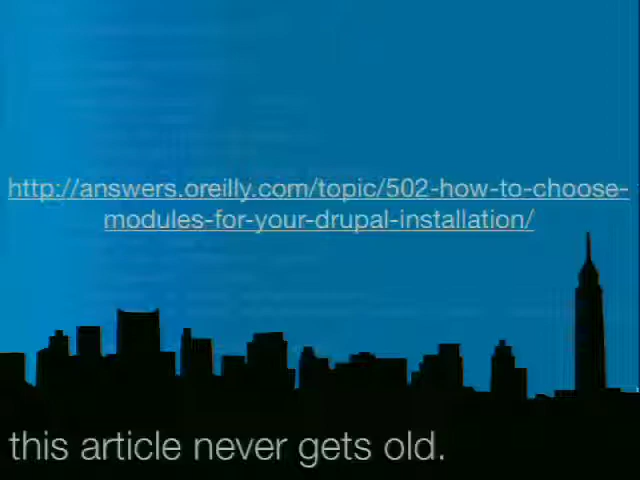 http://answers.oreilly.com/topic/502-how-to-choose-
modules-for-your-drupal-installation/
this article never gets old.